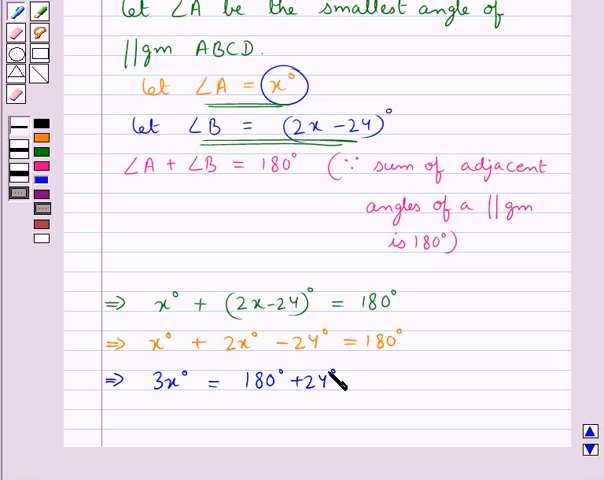 Let ∠A be the smallest angle of
||gm ABCD.
Let ∠A = x°
Let ∠B = (2x - 24)°
∠A + ∠B = 180° (∵ sum of adjacent
angles of a ||gm
is 180°)
⇒ x° + (2x-24)° = 180°
⇒ x° + 2x° - 24° = 180°
⇒ 3x° = 180° + 24°